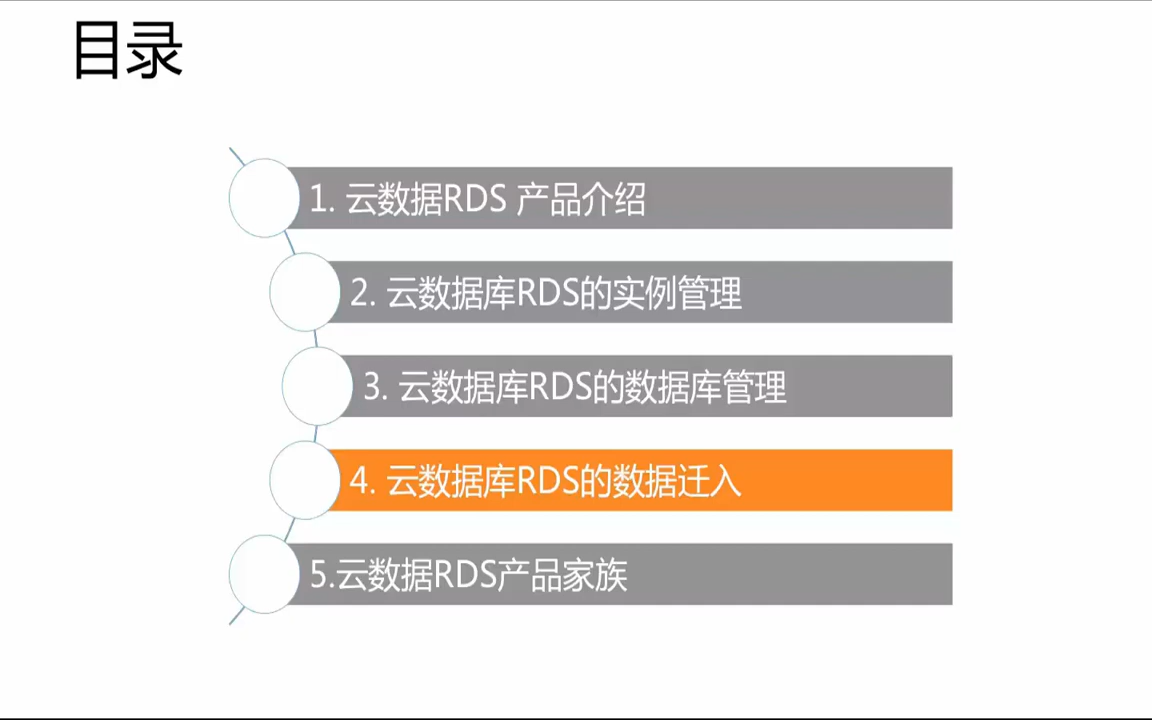 目录
1. 云数据RDS 产品介绍
2. 云数据库RDS的实例管理
3. 云数据库RDS的数据库管理
4. 云数据库RDS的数据迁入
5.云数据RDS产品家族